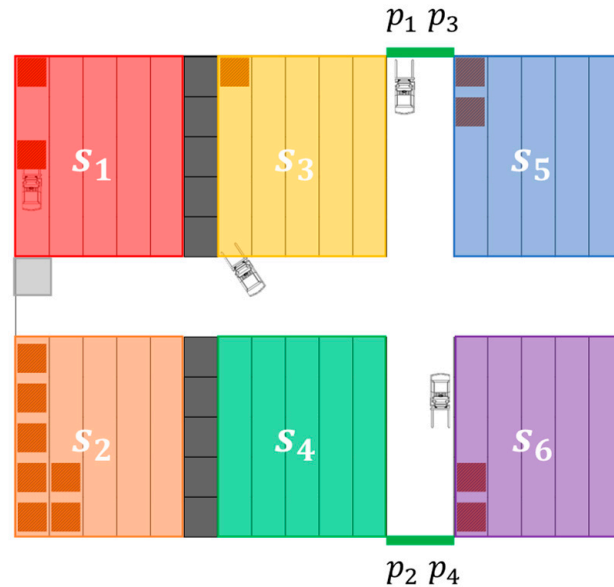 p₁ p₃
s₁ s₃ s₅
s₂ s₄ s₆
p₂ p₄